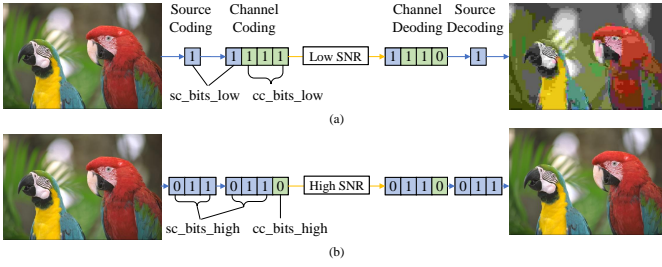 Source Coding
Channel Coding
Channel Deoding
Source Decoding
1
1 1 1 1
Low SNR
1 1 1 0
1
sc_bits_low
cc_bits_low
(a)
0 1 1
0 1 1 0
High SNR
0 1 1 0
0 1 1
sc_bits_high
cc_bits_high
(b)